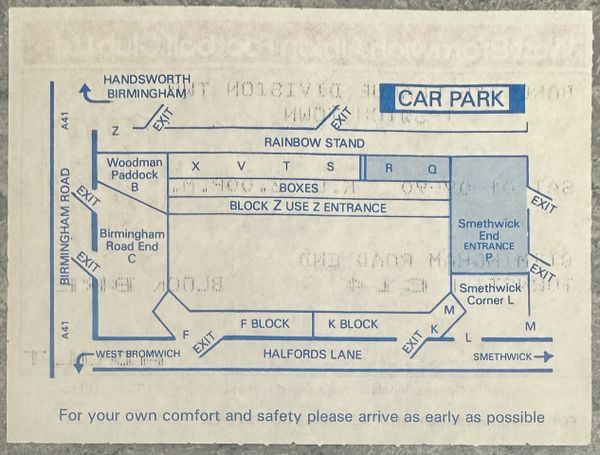 HANDSWORTH
BIRMINGHAM
CAR PARK
A41
Z
EXIT
EXIT
RAINBOW STAND
Woodman
Paddock
B
X V T S R Q
BOXES
BLOCK Z USE Z ENTRANCE
BIRMINGHAM ROAD
EXIT
EXIT
Birmingham
Road End
C
Smethwick
End
ENTRANCE
P
EXIT
EXIT
Smethwick
Corner L
M
F BLOCK
K BLOCK
A41
F
EXIT
EXIT
K
L
M
WEST BROMWICH
HALFORDS LANE
SMETHWICK
For your own comfort and safety please arrive as early as possible